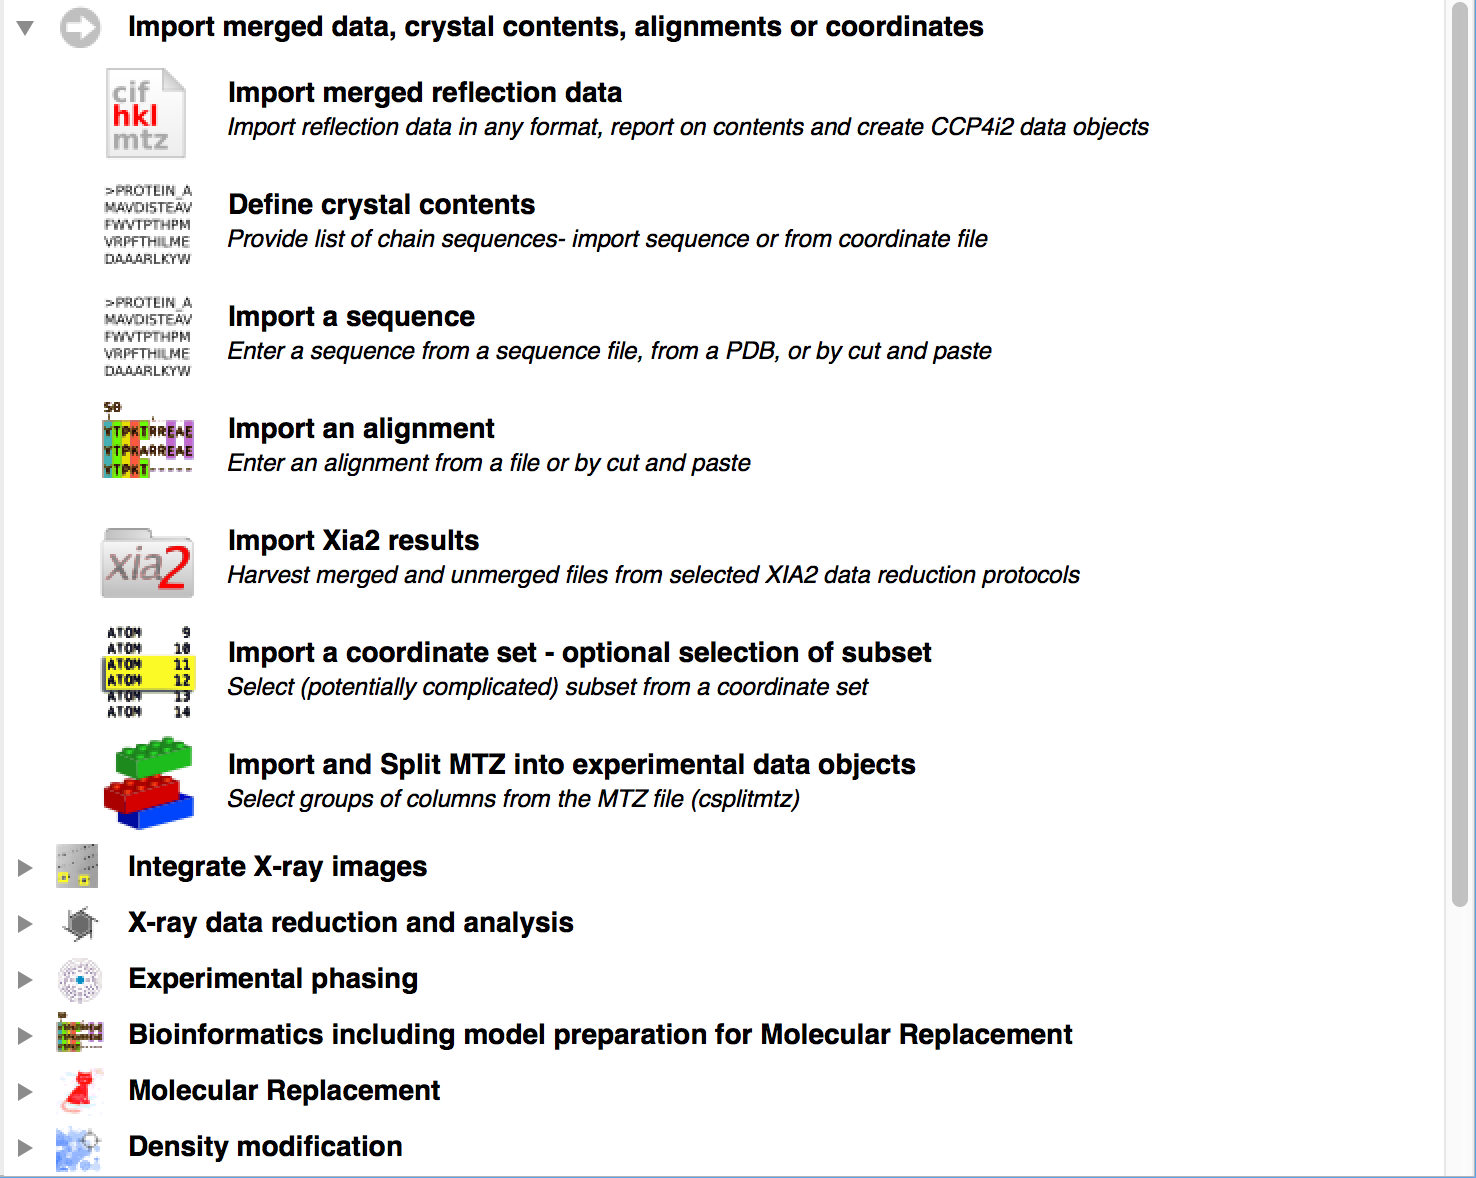 Import merged data, crystal contents, alignments or coordinates
cif
hkl
mtz
Import merged reflection data
Import reflection data in any format, report on contents and create CCP4i2 data objects
>PROTEIN_A
MAVDISTEAV
FWVTPTHPM
VRPFTHILME
DAAARLKYW
Define crystal contents
Provide list of chain sequences- import sequence or from coordinate file
>PROTEIN_A
MAVDISTEAV
FWVTPTHPM
VRPFTHILME
DAAARLKYW
Import a sequence
Enter a sequence from a sequence file, from a PDB, or by cut and paste
50
YTPKTRREAE
YTPKARREAE
YTPKT-----
Import an alignment
Enter an alignment from a file or by cut and paste
xia2
Import Xia2 results
Harvest merged and unmerged files from selected XIA2 data reduction protocols
ATOM 9
ATOM 10
ATOM 11
ATOM 12
ATOM 13
ATOM 14
Import a coordinate set - optional selection of subset
Select (potentially complicated) subset from a coordinate set
Import and Split MTZ into experimental data objects
Select groups of columns from the MTZ file (csplitmtz)
Integrate X-ray images
X-ray data reduction and analysis
Experimental phasing
Bioinformatics including model preparation for Molecular Replacement
Molecular Replacement
Density modification